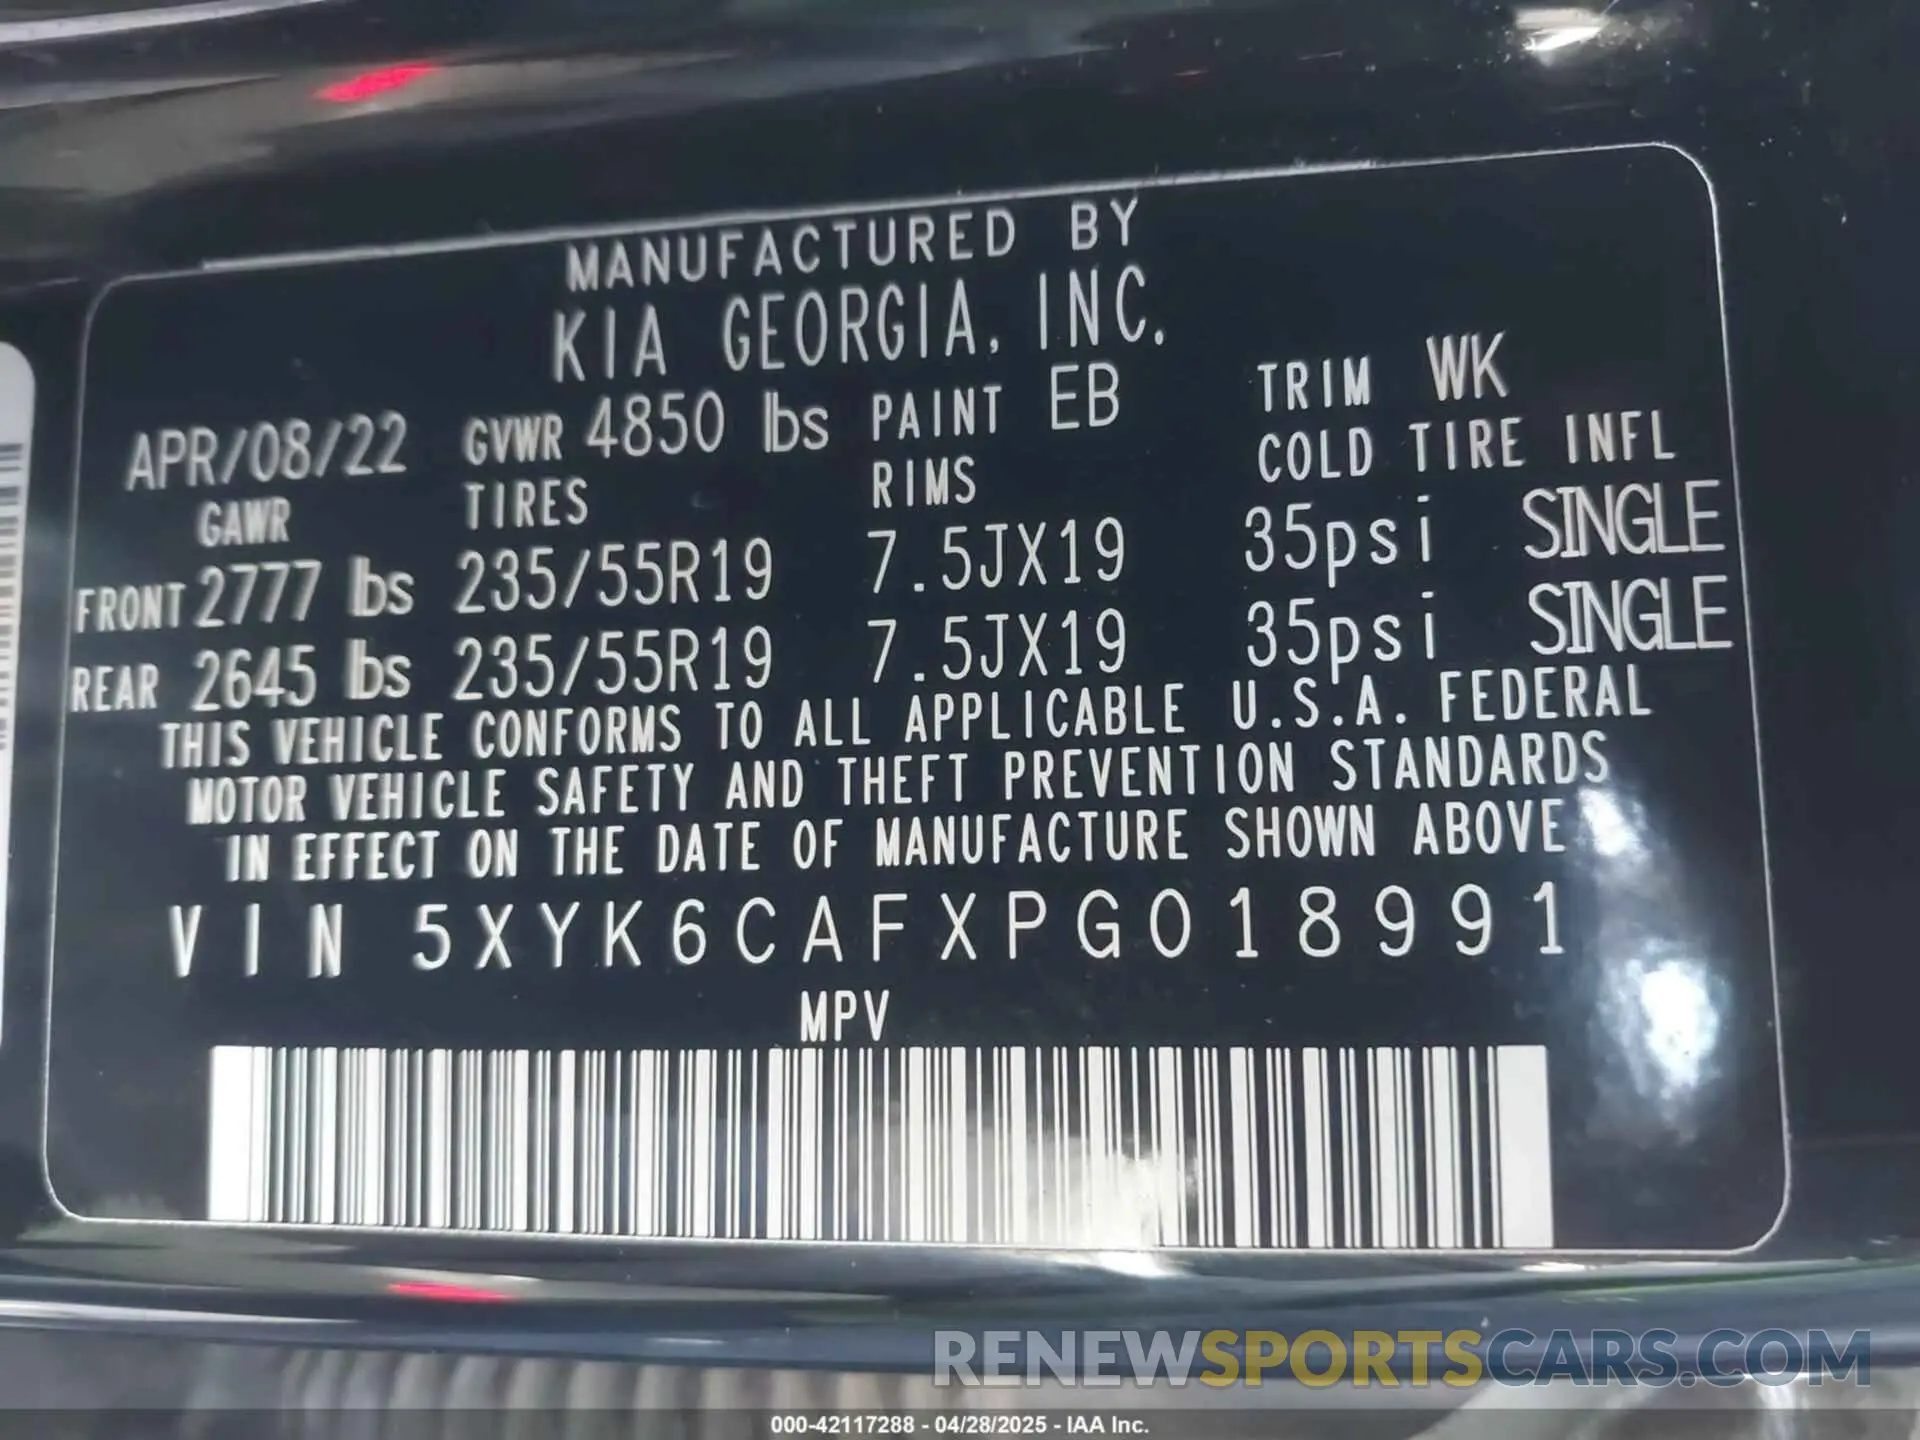 MANUFACTURED BY
KIA GEORGIA, INC.
APR/08/22 GVWR 4850 lbs PAINT EB TRIM WK
GAWR TIRES RIMS COLD TIRE INFL
FRONT 2777 lbs 235/55R19 7.5JX19 35psi SINGLE
REAR 2645 lbs 235/55R19 7.5JX19 35psi SINGLE
THIS VEHICLE CONFORMS TO ALL APPLICABLE U.S.A. FEDERAL
MOTOR VEHICLE SAFETY AND THEFT PREVENTION STANDARDS
IN EFFECT ON THE DATE OF MANUFACTURE SHOWN ABOVE
VIN 5XYK6CAFXPG018991
MPV
RENEWSPORTSCARS.COM
000-42117288 - 04/28/2025 - IAA Inc.